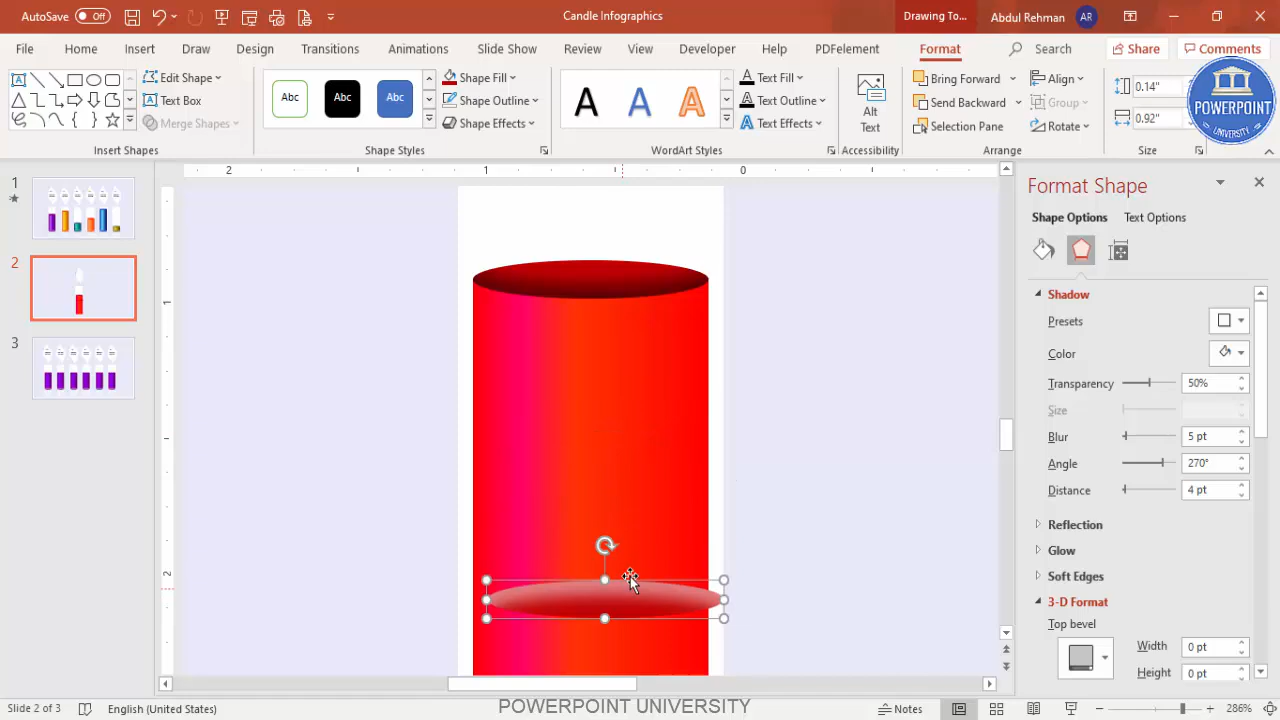 AutoSave Off Candle Infographics Drawing To... Abdul Rehman AR
File Home Insert Draw Design Transitions Animations Slide Show Review View Developer Help PDFelement Format Search Share Comments
Edit Shape
Text Box
Merge Shapes
Insert Shapes
Abc Abc Abc
Shape Fill
Shape Outline
Shape Effects
Shape Styles
A A A
Text Fill
Text Outline
Text Effects
WordArt Styles
Alt
Text
Accessibility
Bring Forward
Send Backward
Selection Pane
Align
Group
Rotate
Arrange
0.14"
0.92"
Size
POWERPOINT
UNIVERSITY
2 1 0
1
2
3
1
1
2
Format Shape
Shape Options Text Options
Shadow
Presets
Color
Transparency 50%
Size
Blur 5 pt
Angle 270°
Distance 4 pt
Reflection
Glow
Soft Edges
3-D Format
Top bevel
Width 0 pt
Height 0 pt
Slide 2 of 3 English (United States) POWERPOINT UNIVERSITY Notes 286%